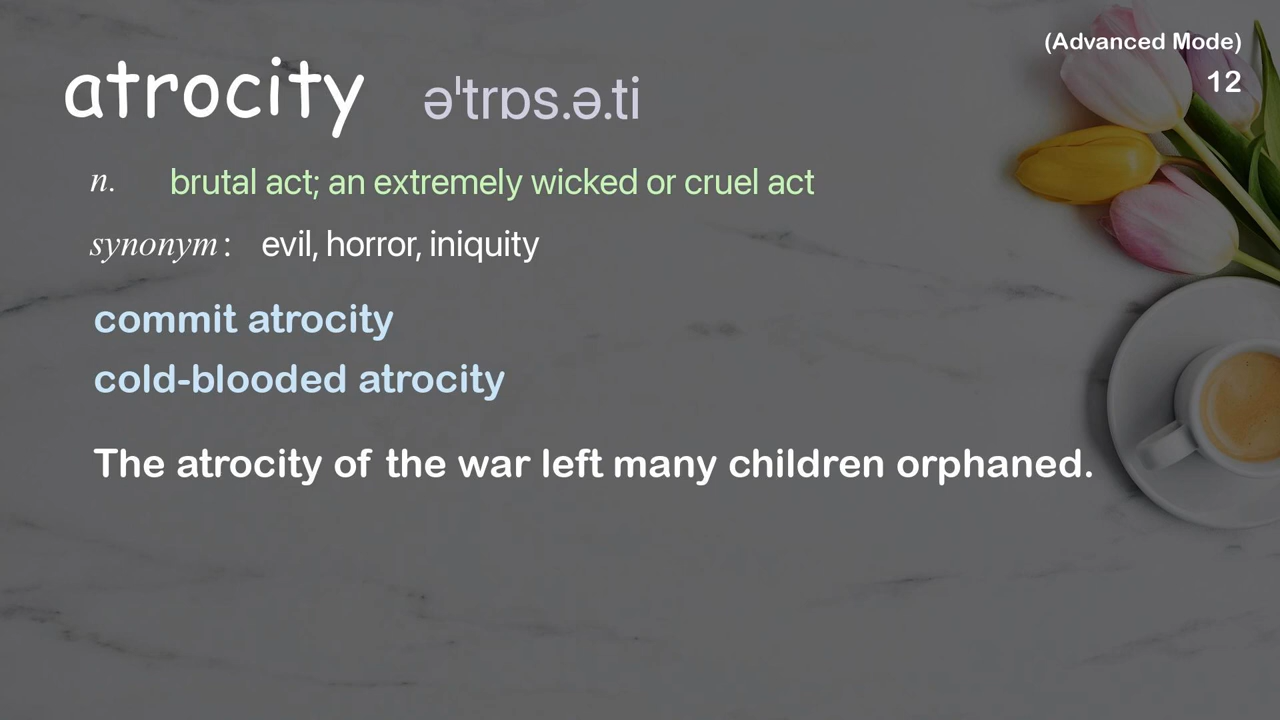 (Advanced Mode)
12
atrocity əˈtrɒs.ə.ti
n. brutal act; an extremely wicked or cruel act
synonym: evil, horror, iniquity
commit atrocity
cold-blooded atrocity
The atrocity of the war left many children orphaned.